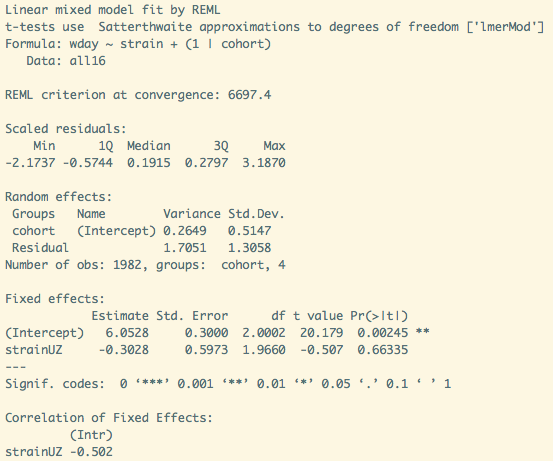 Linear mixed model fit by REML
t-tests use  Satterthwaite approximations to degrees of freedom ['lmerMod']
Formula: wday ~ strain + (1 | cohort)
   Data: all16

REML criterion at convergence: 6697.4

Scaled residuals:
    Min      1Q  Median      3Q     Max
-2.1737 -0.5744  0.1915  0.2797  3.1870

Random effects:
 Groups   Name        Variance Std.Dev.
 cohort   (Intercept) 0.2649   0.5147
 Residual             1.7051   1.3058
Number of obs: 1982, groups:  cohort, 4

Fixed effects:
            Estimate Std. Error      df t value Pr(>|t|)
(Intercept)   6.0528     0.3000  2.0002  20.179  0.00245 **
strainUZ     -0.3028     0.5973  1.9660  -0.507  0.66335
---
Signif. codes:  0 ‘***’ 0.001 ‘**’ 0.01 ‘*’ 0.05 ‘.’ 0.1 ‘ ’ 1

Correlation of Fixed Effects:
         (Intr)
strainUZ -0.502